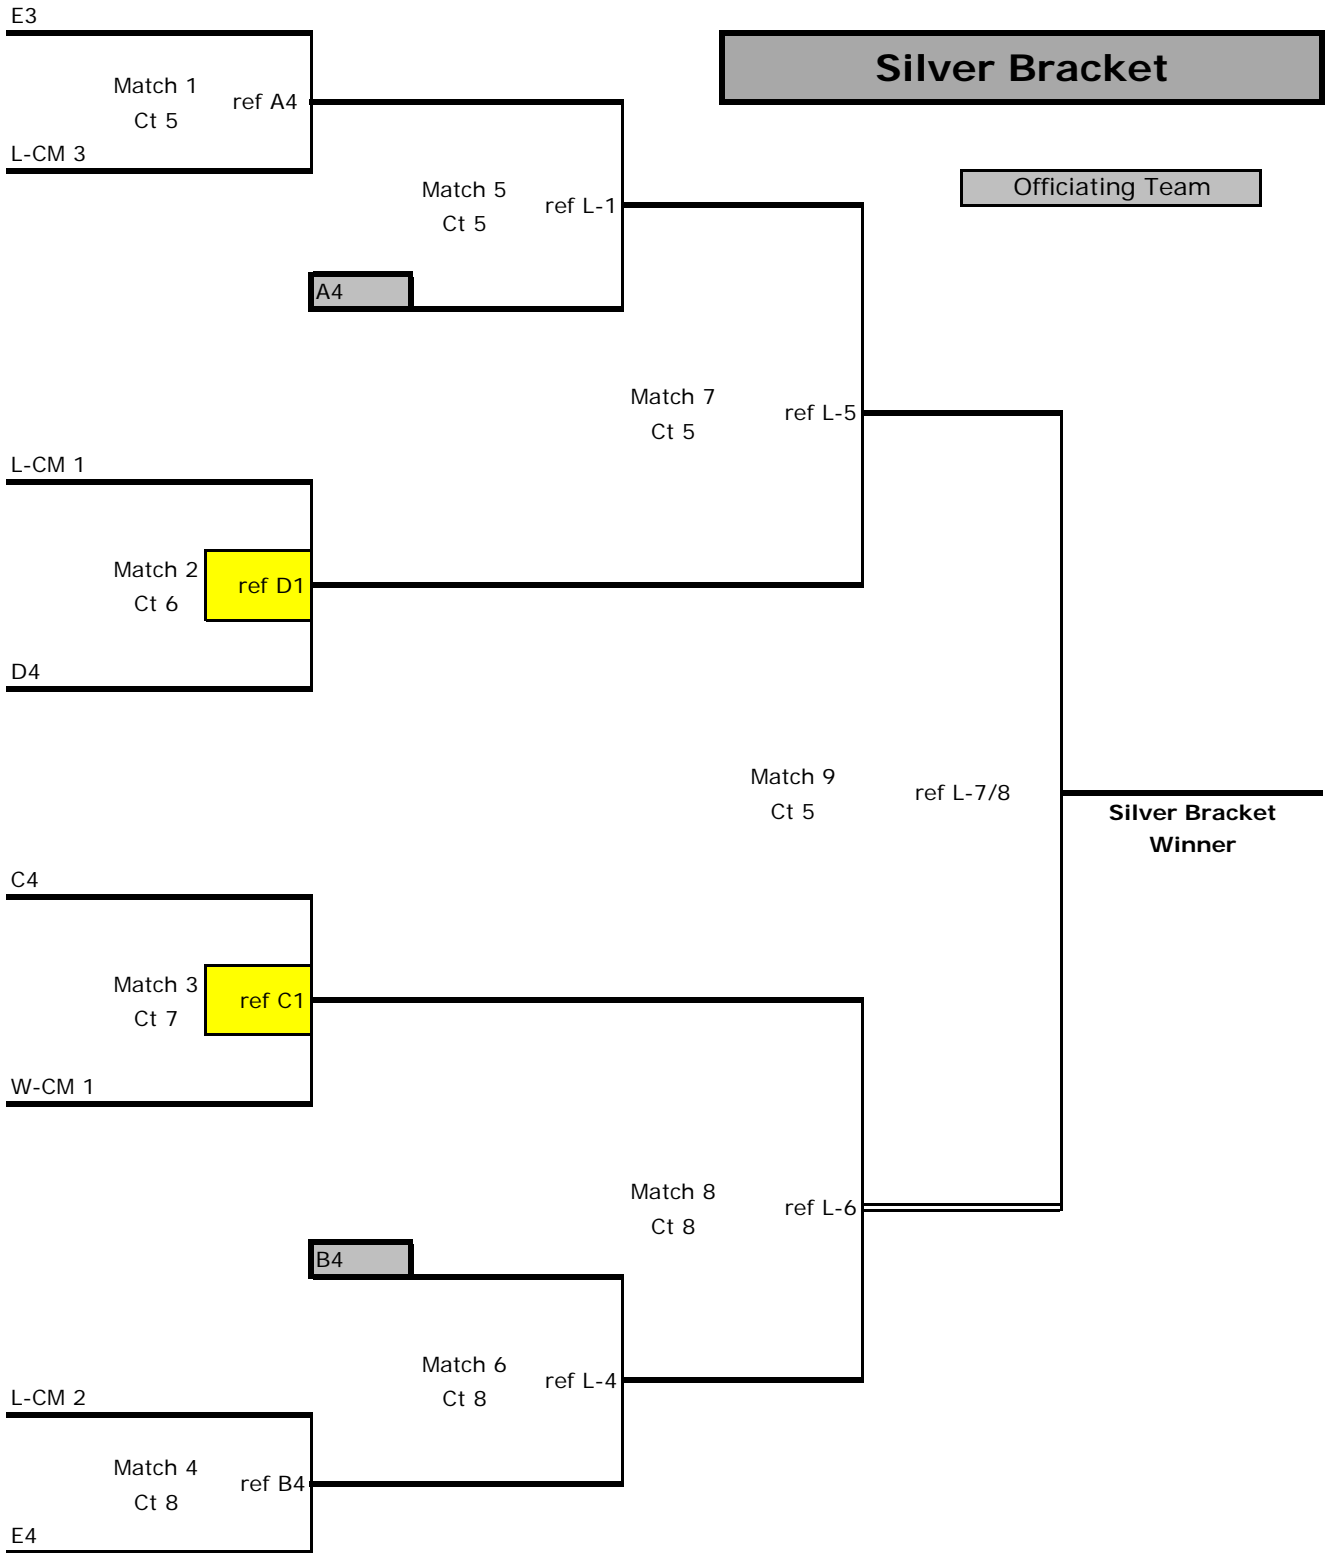 E3
Silver Bracket
Match 1
Ct 5
ref A4
L-CM 3
Officiating Team
Match 5
Ct 5
ref L-1
A4
Match 7
Ct 5
ref L-5
L-CM 1
Match 2
Ct 6
ref D1
D4
Match 9
Ct 5
ref L-7/8
Silver Bracket
Winner
C4
Match 3
Ct 7
ref C1
W-CM 1
Match 8
Ct 8
ref L-6
B4
Match 6
Ct 8
ref L-4
L-CM 2
Match 4
Ct 8
ref B4
E4